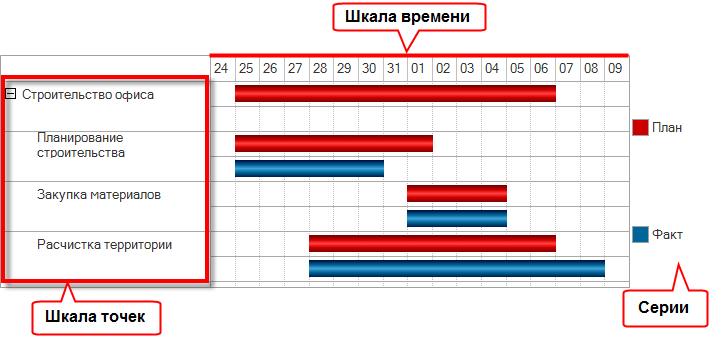 Шкала времени
24 25 26 27 28 29 30 31 01 02 03 04 05 06 07 08 09
Строительство офиса
План
Планирование
строительства
Закупка материалов
Факт
Расчистка территории
Шкала точек
Серии